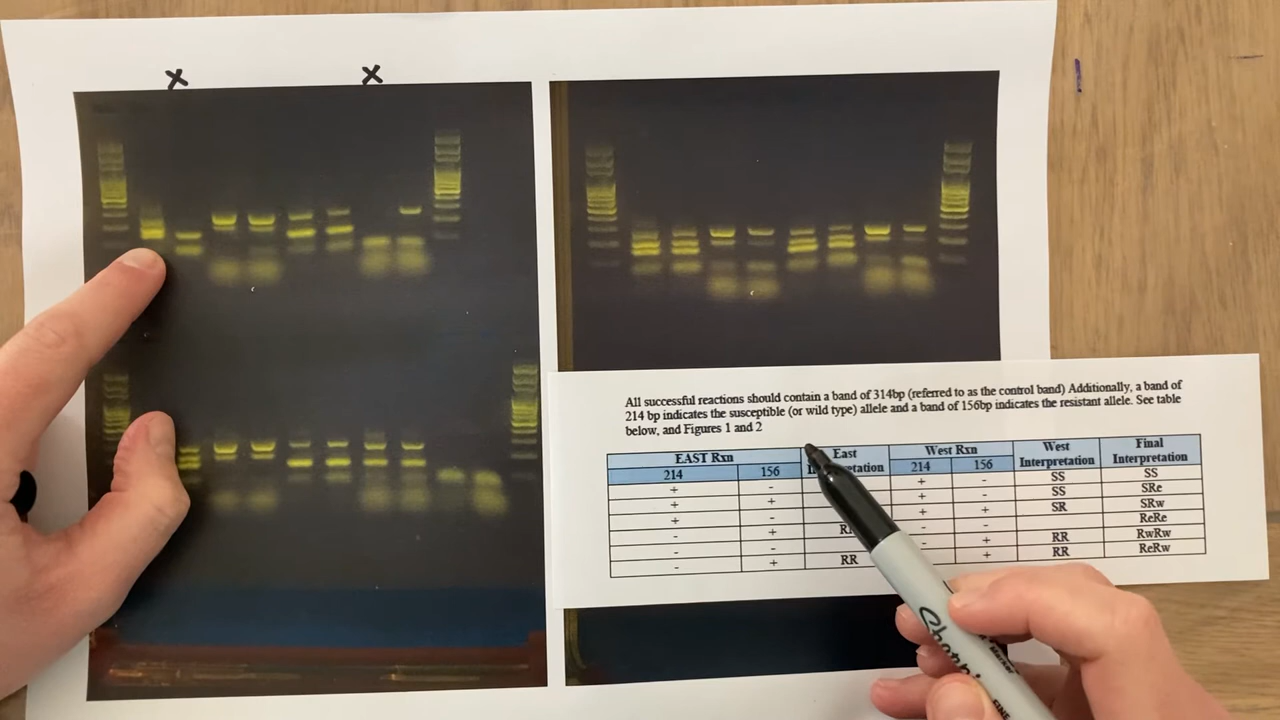 x x
All successful reactions should contain a band of 314bp (referred to as the control band) Additionally, a band of
214 bp indicates the susceptible (or wild type) allele and a band of 156bp indicates the resistant allele. See table
below, and Figures 1 and 2
EAST Rxn East West Rxn West Final
214 156 214 156 Interpretation Interpretation
+ - + - SS SS
+ + + - SS SRe
+ - + + SR SRw
- + - - ReRe
- - - + RR RwRw
- + RR - + RR ReRw
FINE